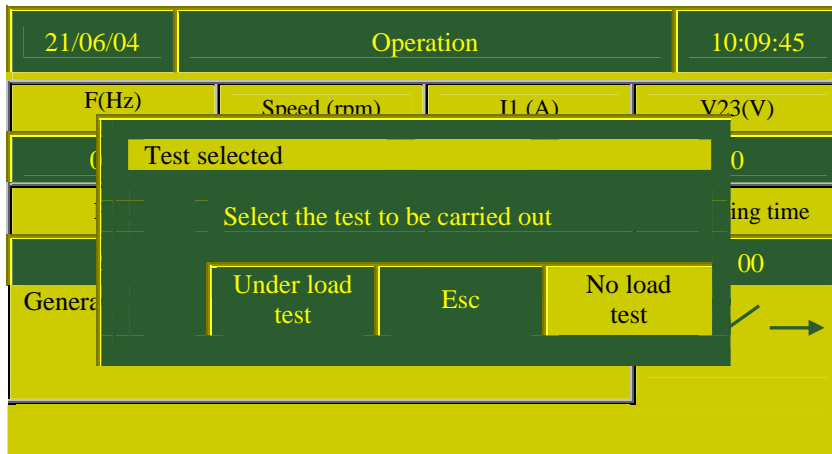 21/06/04 Operation 10:09:45
F(Hz) Speed (rpm) I1 (A) V23(V)
0 0
Test selected
Select the test to be carried out
ing time
00
Under load test Esc No load test
Genera